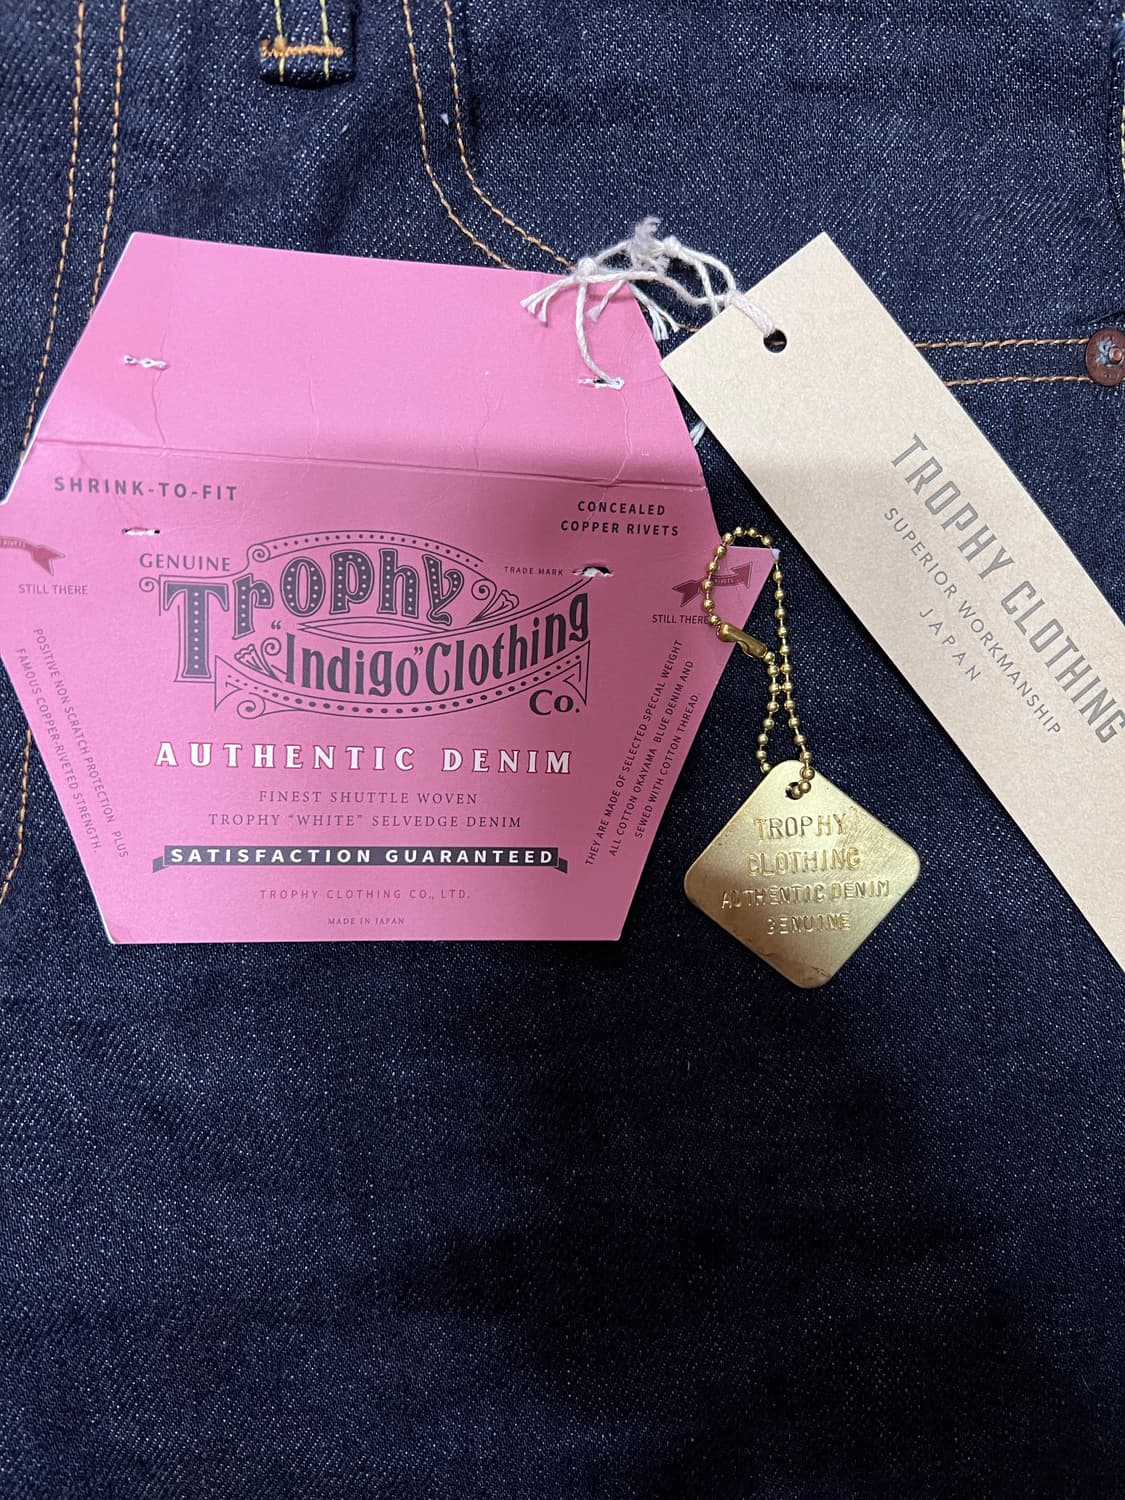 SHRINK-TO-FIT
CONCEALED
COPPER RIVETS
RIVETS
STILL THERE
GENUINE
Trophy
TRADE MARK
"Indigo" Clothing
Co.
RIVETS
STILL THERE
POSITIVE NON SCRATCH PROTECTION PLUS
FAMOUS COPPER-RIVETED STRENGTH.
THEY ARE MADE OF SELECTED SPECIAL WEIGHT
ALL COTTON OKAYAMA BLUE DENIM AND
SEWED WITH COTTON THREAD.
AUTHENTIC DENIM
FINEST SHUTTLE WOVEN
TROPHY "WHITE" SELVEDGE DENIM
SATISFACTION GUARANTEED
TROPHY CLOTHING CO., LTD.
MADE IN JAPAN
TROPHY CLOTHING
SUPERIOR WORKMANSHIP
JAPAN
TROPHY
CLOTHING
AUTHENTIC DENIM
GENUINE